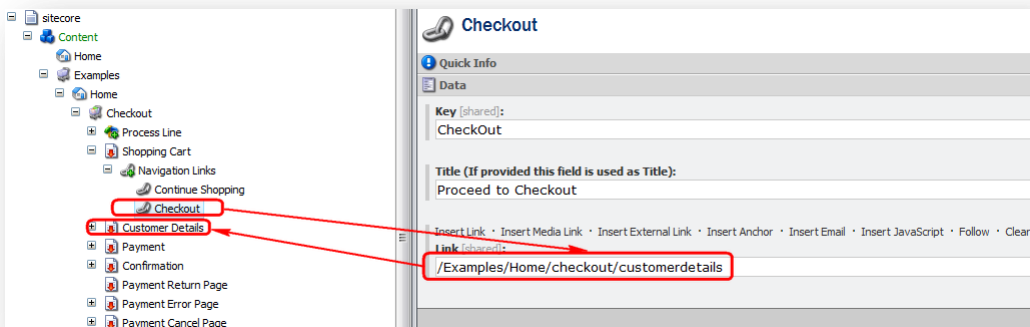 sitecore
Content
Home
Examples
Home
Checkout
Process Line
Shopping Cart
Navigation Links
Continue Shopping
Checkout
Customer Details
Payment
Confirmation
Payment Return Page
Payment Error Page
Payment Cancel Page
Checkout
Quick Info
Data
Key [shared]:
CheckOut
Title (If provided this field is used as Title):
Proceed to Checkout
Insert Link · Insert Media Link · Insert External Link · Insert Anchor · Insert Email · Insert JavaScript · Follow · Clear
Link [shared]:
/Examples/Home/checkout/customerdetails